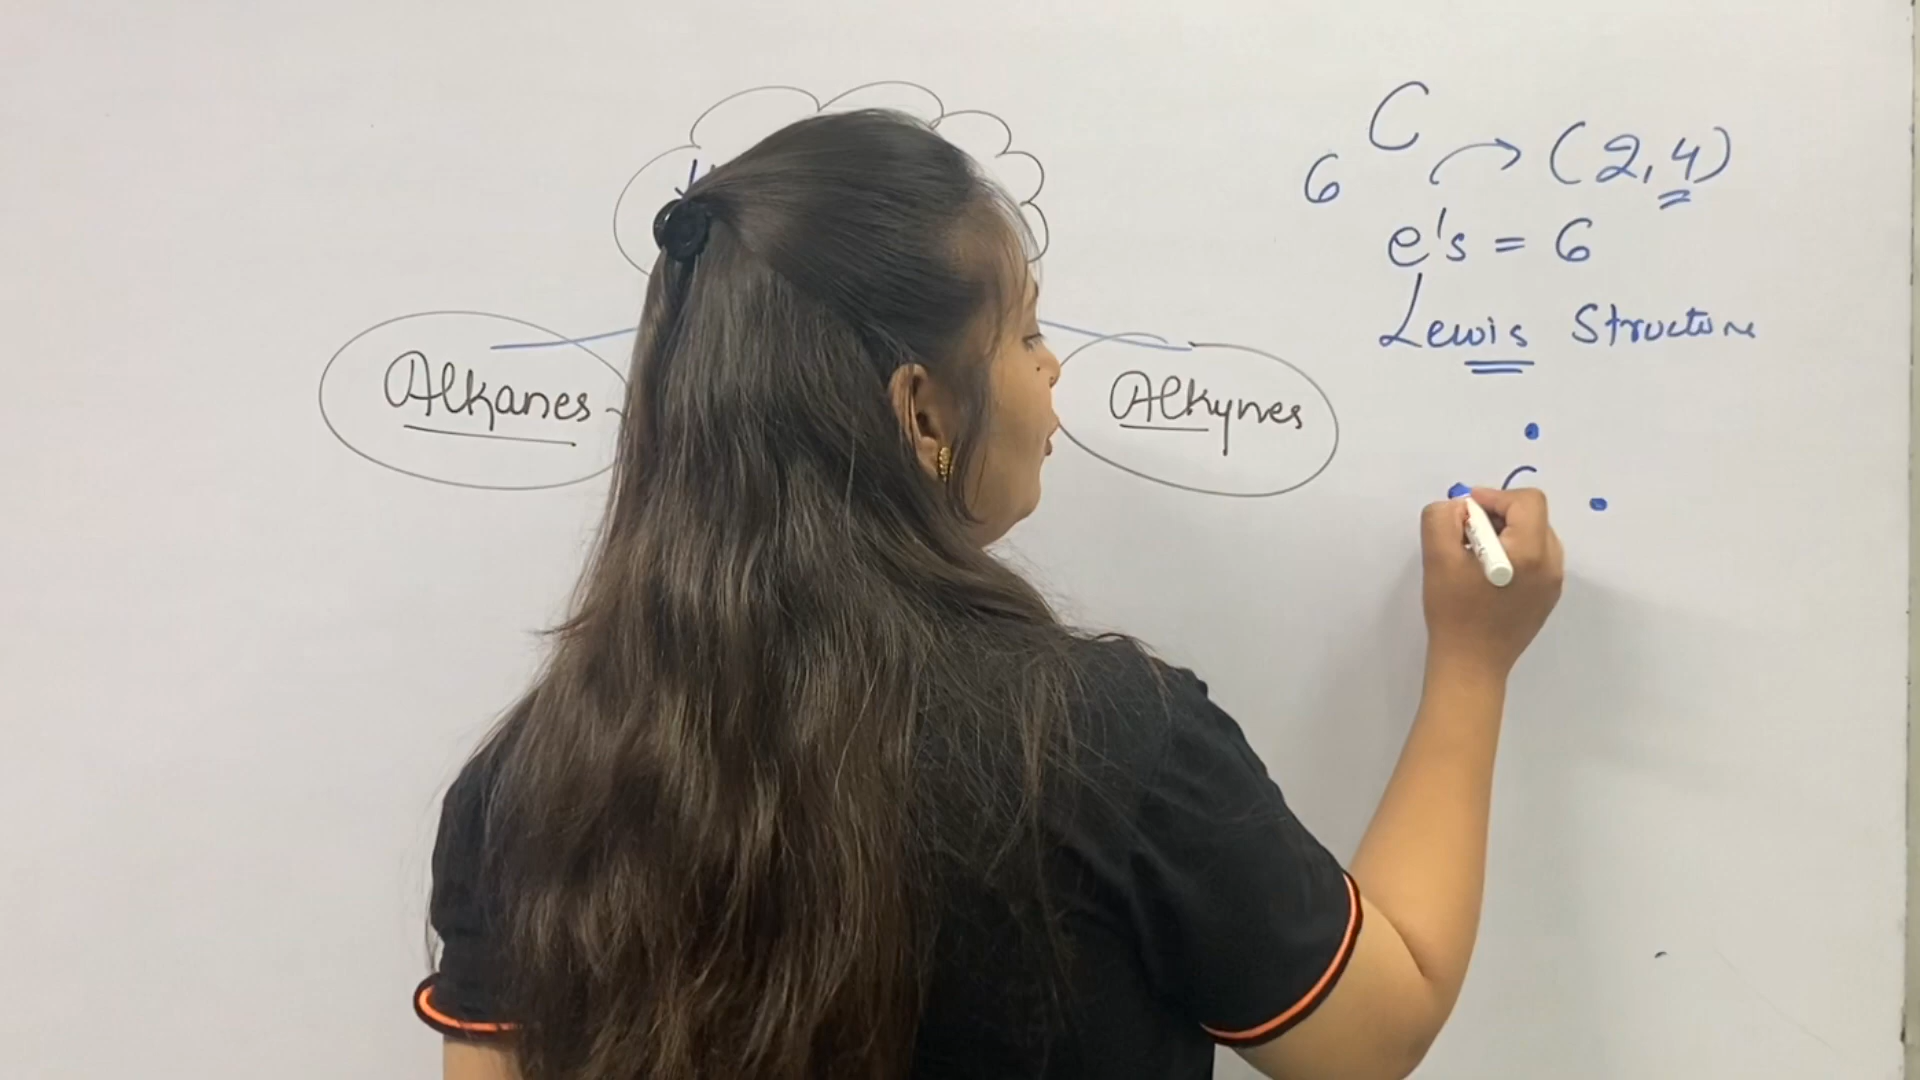 C
6 → (2,4)
e's = 6
Lewis Structure
Alkanes
Alkynes
C